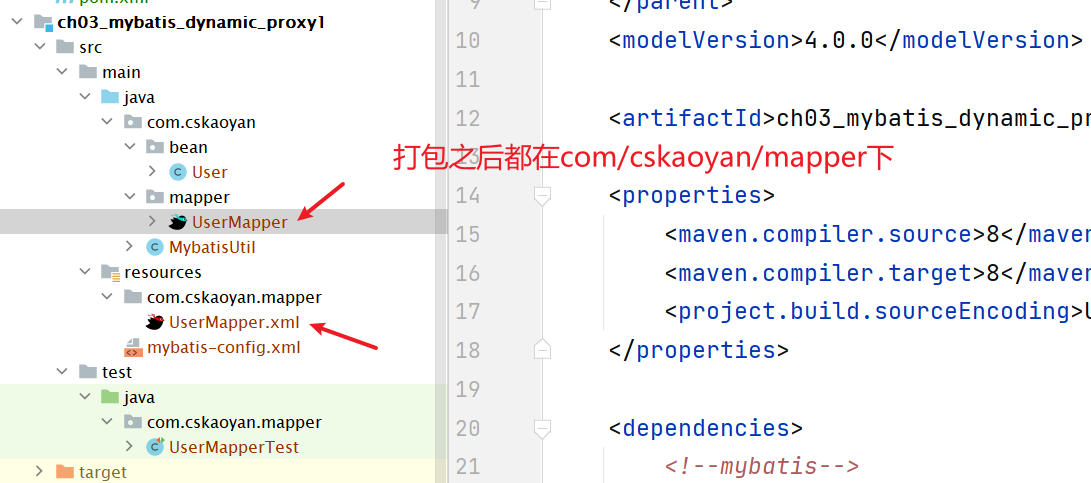 pom.xml
ch03_mybatis_dynamic_proxy1
src
main
java
com.cskaoyan
bean
User
mapper
UserMapper
MybatisUtil
resources
com.cskaoyan.mapper
UserMapper.xml
mybatis-config.xml
test
java
com.cskaoyan.mapper
UserMapperTest
target
9 </parent>
10 <modelVersion>4.0.0</modelVersion>
11
12 <artifactId>ch03_mybatis_dynamic_pr
打包之后都在com/cskaoyan/mapper下
13
14 <properties>
15 <maven.compiler.source>8</maven
16 <maven.compiler.target>8</maven
17 <project.build.sourceEncoding>U
18 </properties>
19
20 <dependencies>
21 <!--mybatis-->